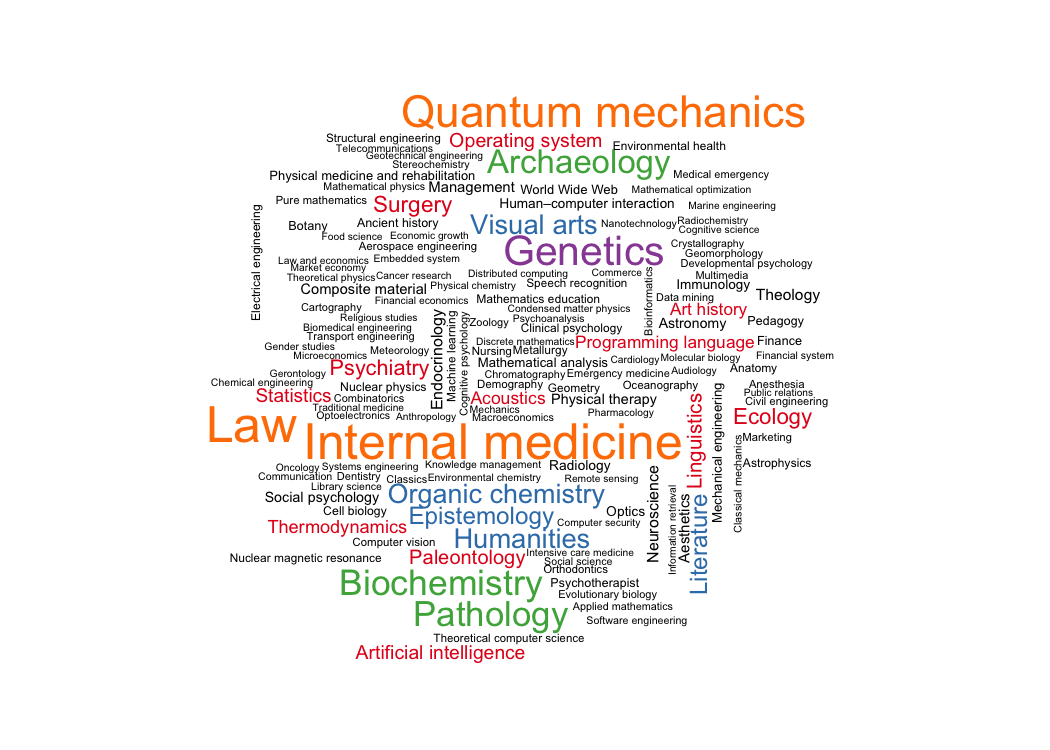 Quantum mechanics
Structural engineering
Operating system
Environmental health
Telecommunications
Geotechnical engineering
Archaeology
Stereochemistry
Physical medicine and rehabilitation
Medical emergency
Mathematical physics
Management
World Wide Web
Mathematical optimization
Pure mathematics
Surgery
Human–computer interaction
Marine engineering
Botany
Ancient history
Visual arts
Nanotechnology
Radiochemistry
Cognitive science
Food science
Economic growth
Aerospace engineering
Genetics
Crystallography
Geomorphology
Electrical engineering
Law and economics
Embedded system
Developmental psychology
Market economy
Theoretical physics
Cancer research
Distributed computing
Commerce
Multimedia
Composite material
Physical chemistry
Speech recognition
Bioinformatics
Immunology
Financial economics
Mathematics education
Data mining
Theology
Cartography
Condensed matter physics
Art history
Religious studies
Endocrinology
Machine learning
Cognitive psychology
Zoology
Psychoanalysis
Astronomy
Pedagogy
Biomedical engineering
Clinical psychology
Transport engineering
Discrete mathematics
Programming language
Finance
Gender studies
Meteorology
Nursing
Metallurgy
Microeconomics
Mathematical analysis
Cardiology
Molecular biology
Financial system
Psychiatry
Gerontology
Chromatography
Emergency medicine
Audiology
Anatomy
Chemical engineering
Nuclear physics
Demography
Geometry
Oceanography
Anesthesia
Statistics
Combinatorics
Acoustics
Physical therapy
Linguistics
Mechanical engineering
Public relations
Civil engineering
Traditional medicine
Mechanics
Pharmacology
Optoelectronics
Anthropology
Macroeconomics
Ecology
Law
Internal medicine
Classical mechanics
Marketing
Oncology
Systems engineering
Knowledge management
Radiology
Astrophysics
Communication
Dentistry
Classics
Environmental chemistry
Remote sensing
Library science
Social psychology
Organic chemistry
Neuroscience
Information retrieval
Aesthetics
Literature
Cell biology
Epistemology
Optics
Thermodynamics
Computer security
Computer vision
Humanities
Nuclear magnetic resonance
Paleontology
Intensive care medicine
Social science
Orthodontics
Biochemistry
Psychotherapist
Evolutionary biology
Pathology
Applied mathematics
Software engineering
Theoretical computer science
Artificial intelligence